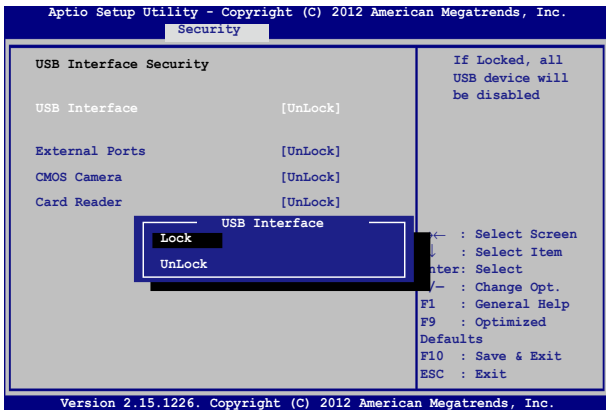 Aptio Setup Utility - Copyright (C) 2012 American Megatrends, Inc.
Security
USB Interface Security
USB Interface [UnLock]
External Ports [UnLock]
CMOS Camera [UnLock]
Card Reader [UnLock]
USB Interface
Lock
UnLock
If Locked, all
USB device will
be disabled
: Select Screen
: Select Item
: Select
: Change Opt.
F1 : General Help
F9 : Optimized
Defaults
F10 : Save & Exit
ESC : Exit
Version 2.15.1226. Copyright (C) 2012 American Megatrends, Inc.